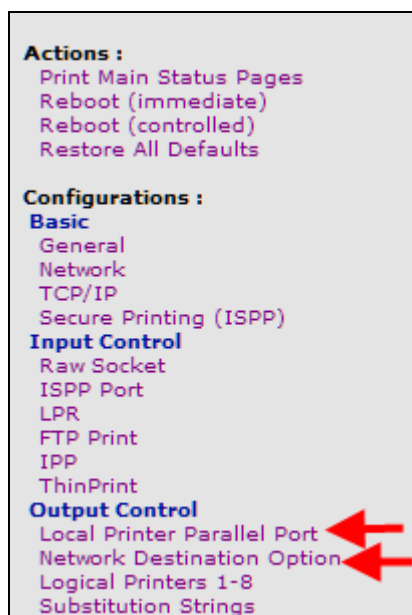 Actions :
Print Main Status Pages
Reboot (immediate)
Reboot (controlled)
Restore All Defaults
Configurations :
Basic
General
Network
TCP/IP
Secure Printing (ISPP)
Input Control
Raw Socket
ISPP Port
LPR
FTP Print
IPP
ThinPrint
Output Control
Local Printer Parallel Port
Network Destination Option
Logical Printers 1-8
Substitution Strings